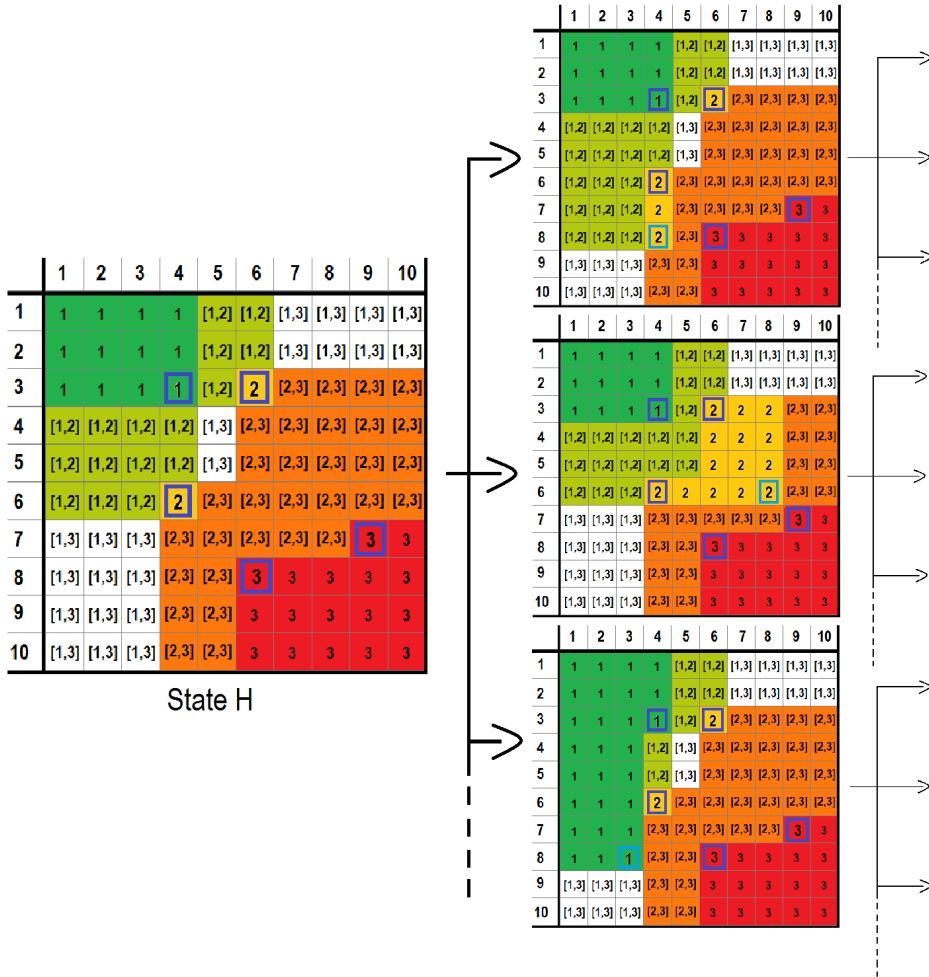 1 2 3 4 5 6 7 8 9 10
1 1 1 1 1 [1,2] [1,2] [1,3] [1,3] [1,3] [1,3]
2 1 1 1 1 [1,2] [1,2] [1,3] [1,3] [1,3] [1,3]
3 1 1 1 1 [1,2] 2 [2,3] [2,3] [2,3] [2,3]
4 [1,2] [1,2] [1,2] [1,2] [1,3] [2,3] [2,3] [2,3] [2,3] [2,3]
5 [1,2] [1,2] [1,2] [1,2] [1,3] [2,3] [2,3] [2,3] [2,3] [2,3]
6 [1,2] [1,2] [1,2] 2 [2,3] [2,3] [2,3] [2,3] [2,3] [2,3]
7 [1,3] [1,3] [1,3] [2,3] [2,3] [2,3] [2,3] [2,3] 3 3
8 [1,3] [1,3] [1,3] [2,3] [2,3] 3 3 3 3 3
9 [1,3] [1,3] [1,3] [2,3] [2,3] 3 3 3 3 3
10 [1,3] [1,3] [1,3] [2,3] [2,3] 3 3 3 3 3
State H
1 2 3 4 5 6 7 8 9 10
1 1 1 1 1 [1,2] [1,2] [1,3] [1,3] [1,3] [1,3]
2 1 1 1 1 [1,2] [1,2] [1,3] [1,3] [1,3] [1,3]
3 1 1 1 1 [1,2] 2 [2,3] [2,3] [2,3] [2,3]
4 [1,2] [1,2] [1,2] [1,2] [1,3] [2,3] [2,3] [2,3] [2,3] [2,3]
5 [1,2] [1,2] [1,2] [1,2] [1,3] [2,3] [2,3] [2,3] [2,3] [2,3]
6 [1,2] [1,2] [1,2] 2 [2,3] [2,3] [2,3] [2,3] [2,3] [2,3]
7 [1,2] [1,2] [1,2] 2 [2,3] [2,3] [2,3] [2,3] 3 3
8 [1,2] [1,2] [1,2] 2 [2,3] 3 3 3 3 3
9 [1,3] [1,3] [1,3] [2,3] [2,3] 3 3 3 3 3
10 [1,3] [1,3] [1,3] [2,3] [2,3] 3 3 3 3 3
1 2 3 4 5 6 7 8 9 10
1 1 1 1 1 [1,2] [1,2] [1,3] [1,3] [1,3] [1,3]
2 1 1 1 1 [1,2] [1,2] [1,3] [1,3] [1,3] [1,3]
3 1 1 1 1 [1,2] 2 2 2 [2,3] [2,3]
4 [1,2] [1,2] [1,2] [1,2] [1,2] 2 2 2 [2,3] [2,3]
5 [1,2] [1,2] [1,2] [1,2] [1,2] 2 2 2 [2,3] [2,3]
6 [1,2] [1,2] [1,2] 2 2 2 2 2 [2,3] [2,3]
7 [1,3] [1,3] [1,3] [2,3] [2,3] [2,3] [2,3] [2,3] 3 3
8 [1,3] [1,3] [1,3] [2,3] [2,3] 3 3 3 3 3
9 [1,3] [1,3] [1,3] [2,3] [2,3] 3 3 3 3 3
10 [1,3] [1,3] [1,3] [2,3] [2,3] 3 3 3 3 3
1 2 3 4 5 6 7 8 9 10
1 1 1 1 1 [1,2] [1,2] [1,3] [1,3] [1,3] [1,3]
2 1 1 1 1 [1,2] [1,2] [1,3] [1,3] [1,3] [1,3]
3 1 1 1 1 [1,2] 2 [2,3] [2,3] [2,3] [2,3]
4 1 1 1 [1,2] [1,3] [2,3] [2,3] [2,3] [2,3] [2,3]
5 1 1 1 [1,2] [1,3] [2,3] [2,3] [2,3] [2,3] [2,3]
6 1 1 1 2 [2,3] [2,3] [2,3] [2,3] [2,3] [2,3]
7 1 1 1 [2,3] [2,3] [2,3] [2,3] [2,3] 3 3
8 1 1 1 [2,3] [2,3] 3 3 3 3 3
9 [1,3] [1,3] [1,3] [2,3] [2,3] 3 3 3 3 3
10 [1,3] [1,3] [1,3] [2,3] [2,3] 3 3 3 3 3